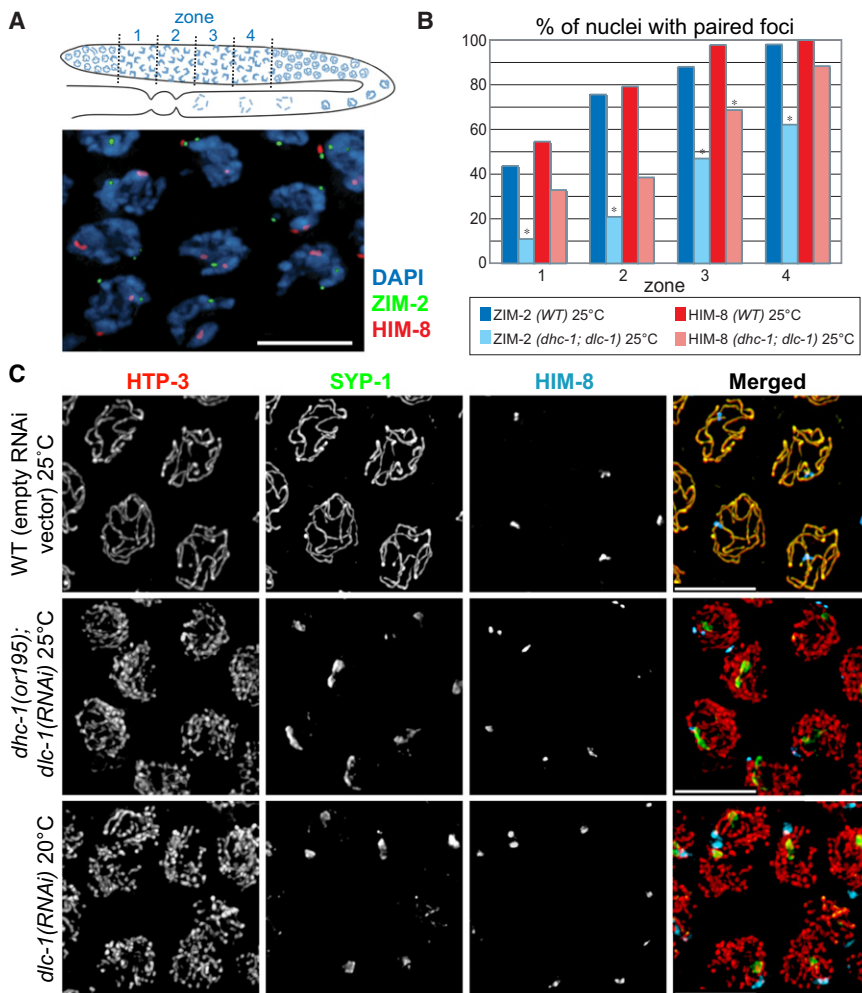 A
zone
1 2 3 4
DAPI
ZIM-2
HIM-8
B
% of nuclei with paired foci
100
80
60
40
20
0
* * * * *
1 2 3 4
zone
ZIM-2 (WT) 25°C
HIM-8 (WT) 25°C
ZIM-2 (dhc-1; dlc-1) 25°C
HIM-8 (dhc-1; dlc-1) 25°C
C
HTP-3 SYP-1 HIM-8 Merged
WT (empty RNAi
vector) 25°C
dhc-1(or195);
dlc-1(RNAi) 25°C
dlc-1(RNAi) 20°C